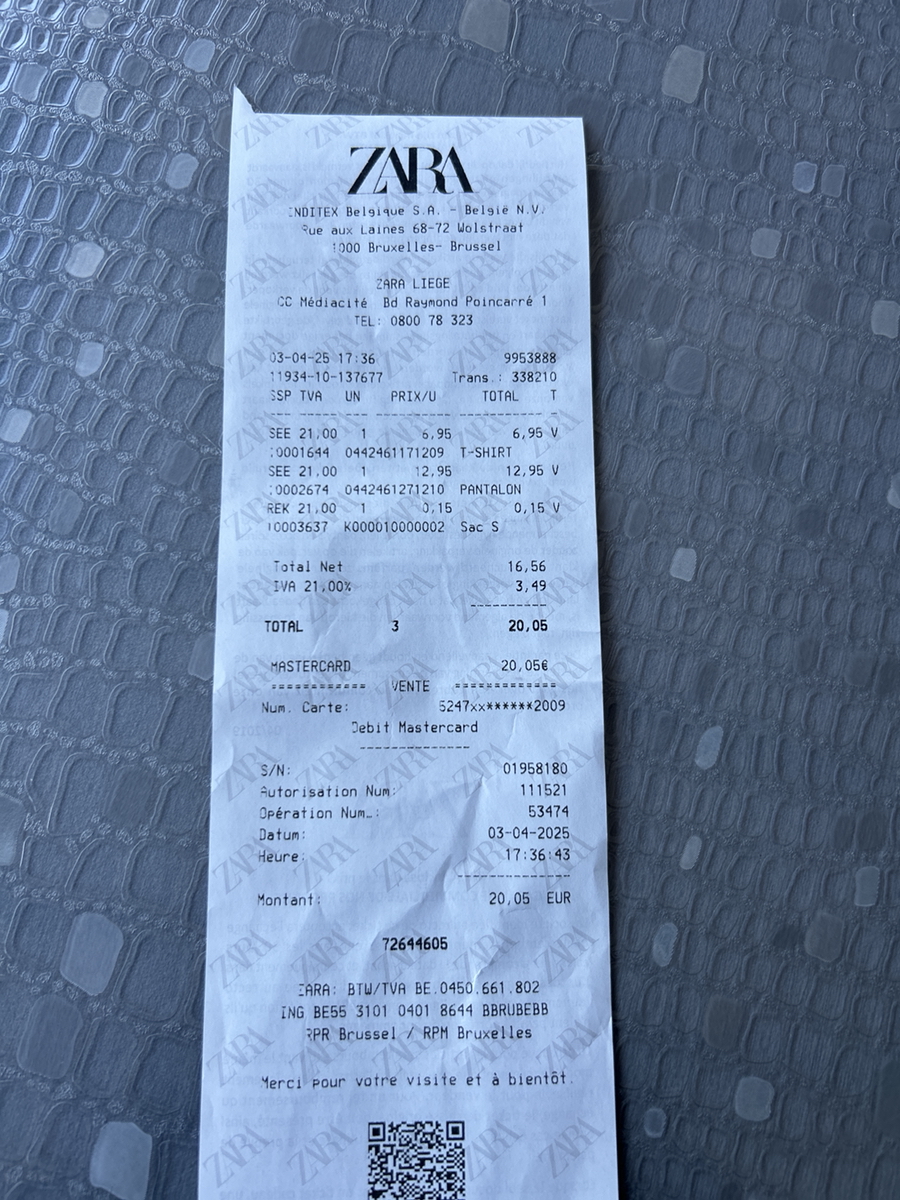 ZARA
INDITEX Belgique S.A. - België N.V.
Rue aux Laines 68-72 Wolstraat
1000 Bruxelles- Brussel
ZARA LIEGE
CC Médiacité Bd Raymond Poincarré 1
TEL: 0800 78 323
03-04-25 17:36 9953888
11934-10-137677 Trans.: 338210
SSP TVA UN PRIX/U TOTAL T
--- --- -- ------ ----- -
SEE 21,00 1 6,95 6,95 V
10001644 0442461171209 T-SHIRT
SEE 21,00 1 12,95 12,95 V
10002674 0442461271210 PANTALON
REK 21,00 1 0,15 0,15 V
10003637 K000010000002 Sac S
Total Net 16,56
IVA 21,00% 3,49
----------
TOTAL 3 20,05
MASTERCARD 20,05€
============ VENTE =============
Num. Carte: 5247xx******2009
Debit Mastercard
--------------
S/N: 01958180
Autorisation Num: 111521
Opération Num.: 53474
Datum: 03-04-2025
Heure: 17:36:43
--------------
Montant: 20,05 EUR
72644605
ZARA: BTW/TVA BE.0450.661.802
ING BE55 3101 0401 8644 BBRUBEBB
RPR Brussel / RPM Bruxelles
Merci pour votre visite et à bientôt.